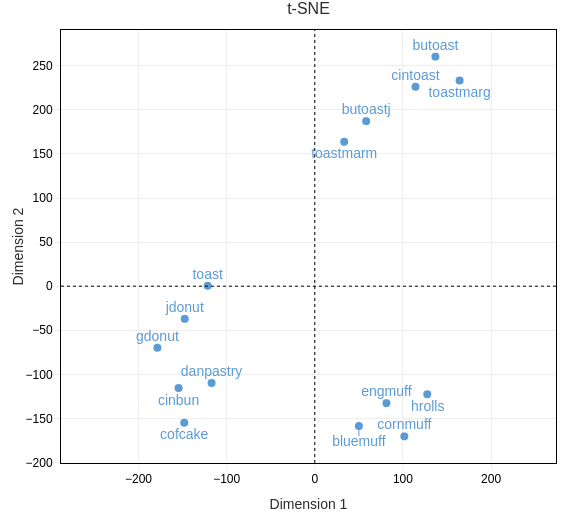 t-SNE
butoast
cintoast
toastmarg
butoastj
toastmarm
toast
jdonut
gdonut
danpastry
cinbun
cofcake
engmuff
hrolls
cornmuff
bluemuff
250
200
150
100
50
0
−50
−100
−150
−200
−200
−100
0
100
200
Dimension 2
Dimension 1